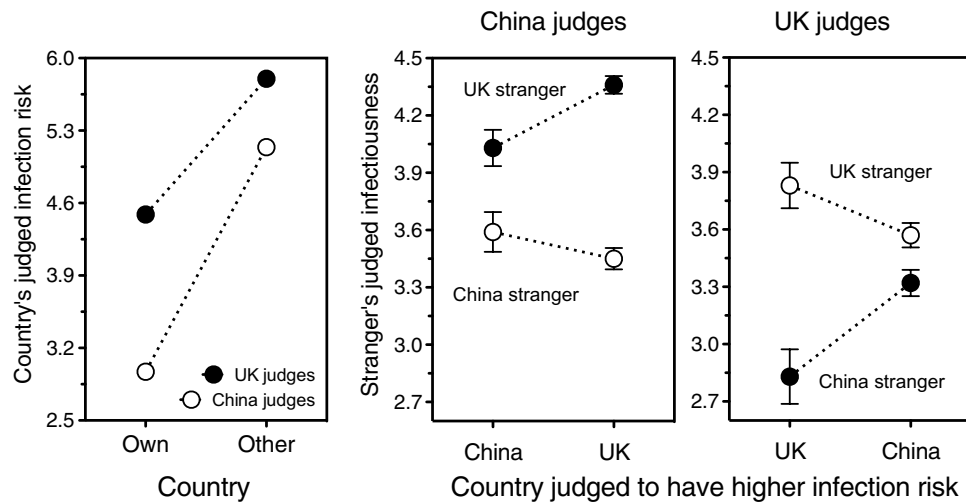 China judges
UK judges
Country's judged infection risk
6.0
5.3
4.6
3.9
3.2
2.5
UK judges
China judges
Own
Other
Country
Stranger's judged infectiousness
4.5
4.2
3.9
3.6
3.3
3.0
2.7
UK stranger
China stranger
China
UK
4.5
4.2
3.9
3.6
3.3
3.0
2.7
UK stranger
China stranger
UK
China
Country judged to have higher infection risk